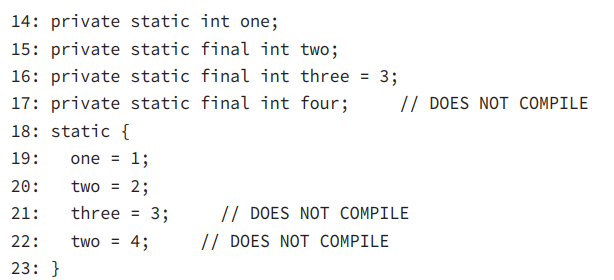 14: private static int one;
15: private static final int two;
16: private static final int three = 3;
17: private static final int four;     // DOES NOT COMPILE
18: static {
19:   one = 1;
20:   two = 2;
21:   three = 3;     // DOES NOT COMPILE
22:   two = 4;     // DOES NOT COMPILE
23: }